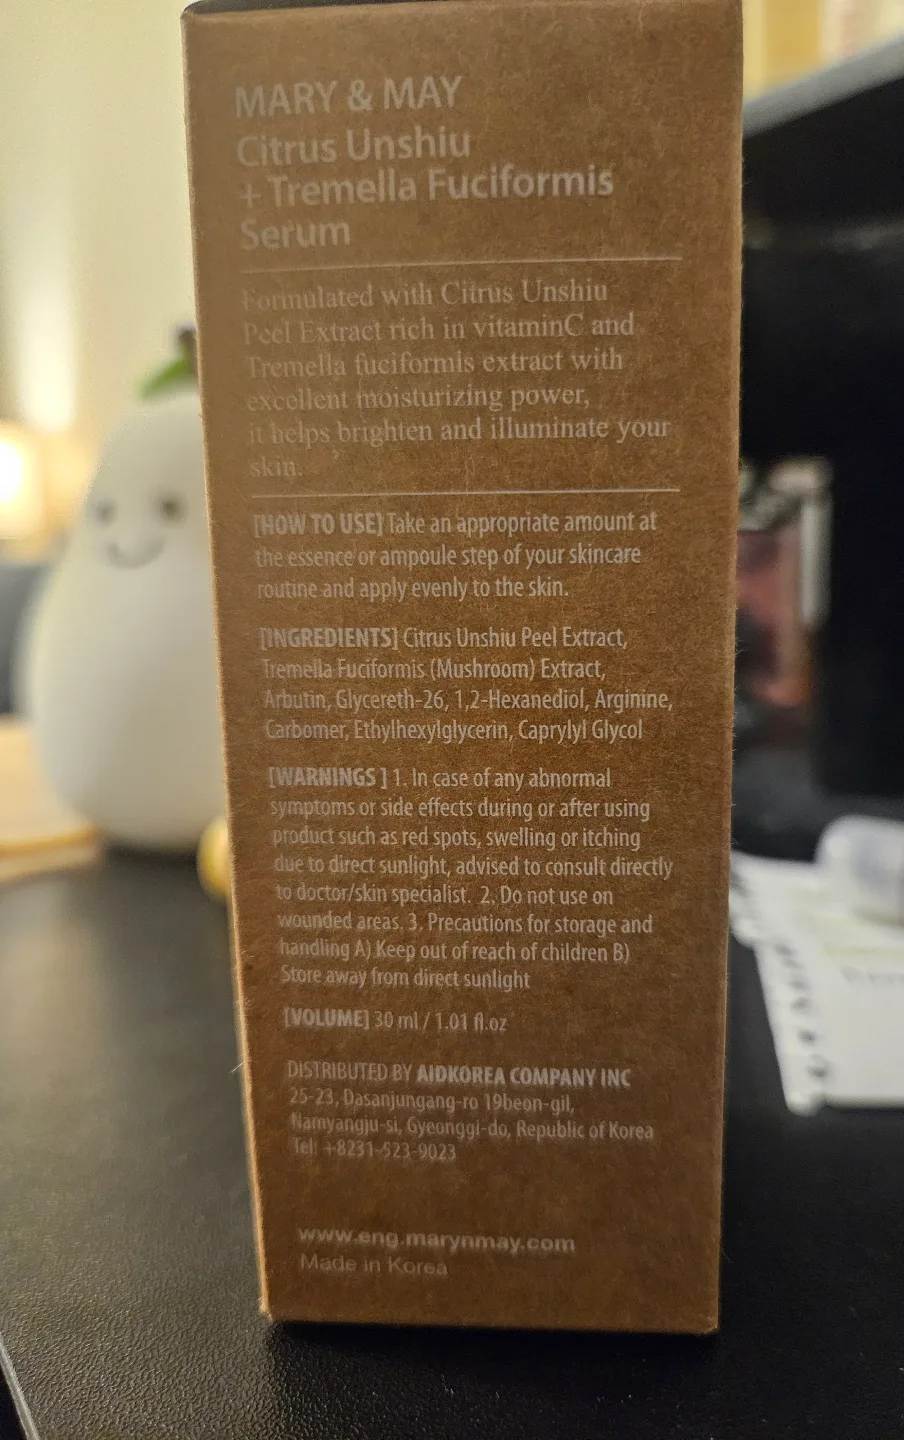 MARY & MAY
Citrus Unshiu
+ Tremella Fuciformis
Serum
Formulated with Citrus Unshiu
Peel Extract rich in vitaminC and
Tremella fuciformis extract with
excellent moisturizing power,
it helps brighten and illuminate your
skin.
[HOW TO USE] Take an appropriate amount at
the essence or ampoule step of your skincare
routine and apply evenly to the skin.
[INGREDIENTS] Citrus Unshiu Peel Extract,
Tremella Fuciformis (Mushroom) Extract,
Arbutin, Glycereth-26, 1,2-Hexanediol, Arginine,
Carbomer, Ethylhexylglycerin, Caprylyl Glycol
[WARNINGS ] 1. In case of any abnormal
symptoms or side effects during or after using
product such as red spots, swelling or itching
due to direct sunlight, advised to consult directly
to doctor/skin specialist. 2. Do not use on
wounded areas. 3. Precautions for storage and
handling A) Keep out of reach of children B)
Store away from direct sunlight
[VOLUME] 30 ml / 1.01 fl.oz
DISTRIBUTED BY AIDKOREA COMPANY INC
25-23, Dasanjungang-ro 19beon-gil,
Namyangju-si, Gyeonggi-do, Republic of Korea
Tel: +8231-523-9023
www.eng.marynmay.com
Made in Korea